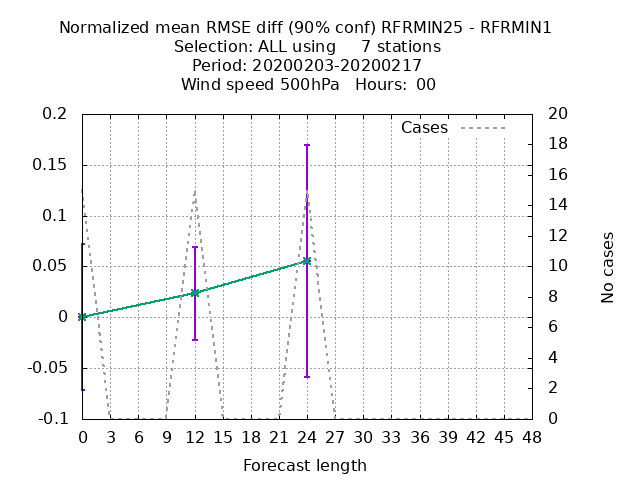 Normalized mean RMSE diff (90% conf) RFRMIN25 - RFRMIN1
Selection: ALL using 7 stations
Period: 20200203-20200217
Wind speed 500hPa Hours: 00
Cases
0.2
0.15
0.1
0.05
0
-0.05
-0.1
20
18
16
14
12
10
8
6
4
2
0
No cases
0 3 6 9 12 15 18 21 24 27 30 33 36 39 42 45 48
Forecast length